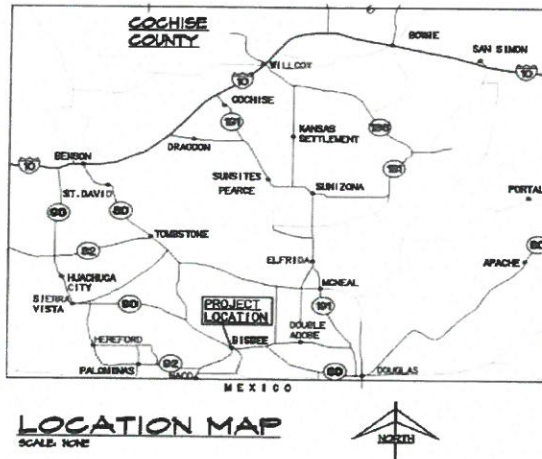 COCHISE
COUNTY
BOWIE
SAN SIMON
WILLCOX
10
10
COCHISE
191
KANSAS
SETTLEMENT
186
DRAGOON
10
BENSON
SUNSITES
PEARCE
181
ST. DAVID
SUNIZONA
PORTAL
90
80
TOMBSTONE
80
82
ELFRIDA
APACHE
HUACHUCA
CITY
MCNEAL
SIERRA
VISTA
90
PROJECT
LOCATION
191
HEREFORD
BISBEE
DOUBLE
ADOBE
PALOMINAS
92
NACO
80
DOUGLAS
MEXICO
LOCATION MAP
SCALE: NONE
NORTH